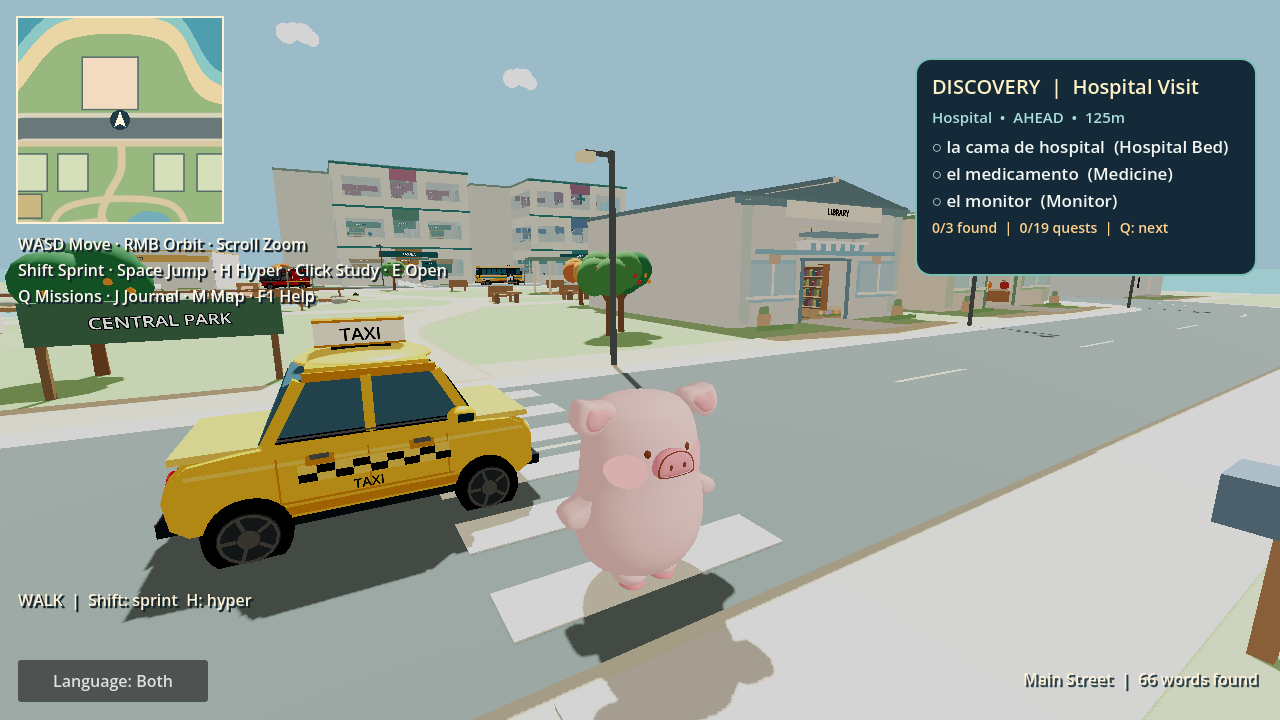 DISCOVERY | Hospital Visit
Hospital • AHEAD • 125m
○ la cama de hospital (Hospital Bed)
○ el medicamento (Medicine)
○ el monitor (Monitor)
0/3 found | 0/19 quests | Q: next
WASD Move · RMB Orbit · Scroll Zoom
Shift Sprint · Space Jump · H Hyper · Click Study · E Open
Q Missions · J Journal · M Map · F1 Help
LIBRARY
CENTRAL PARK
TAXI
TAXI
WALK | Shift: sprint H: hyper
Language: Both
Main Street | 66 words found